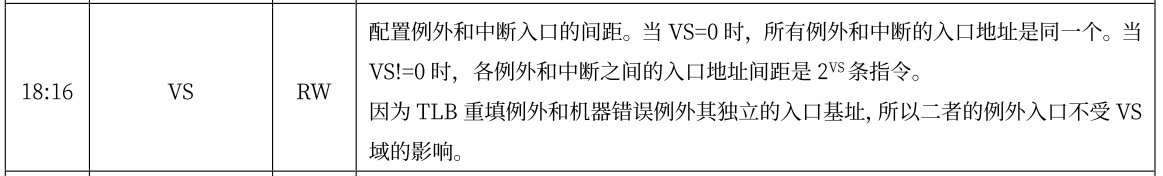 18:16
VS
RW
配置例外和中断入口的间距。当 VS=0 时，所有例外和中断的入口地址是同一个。当
VS!=0 时，各例外和中断之间的入口地址间距是 2^VS 条指令。
因为 TLB 重填例外和机器错误例外其独立的入口基址, 所以二者的例外入口不受 VS
域的影响。